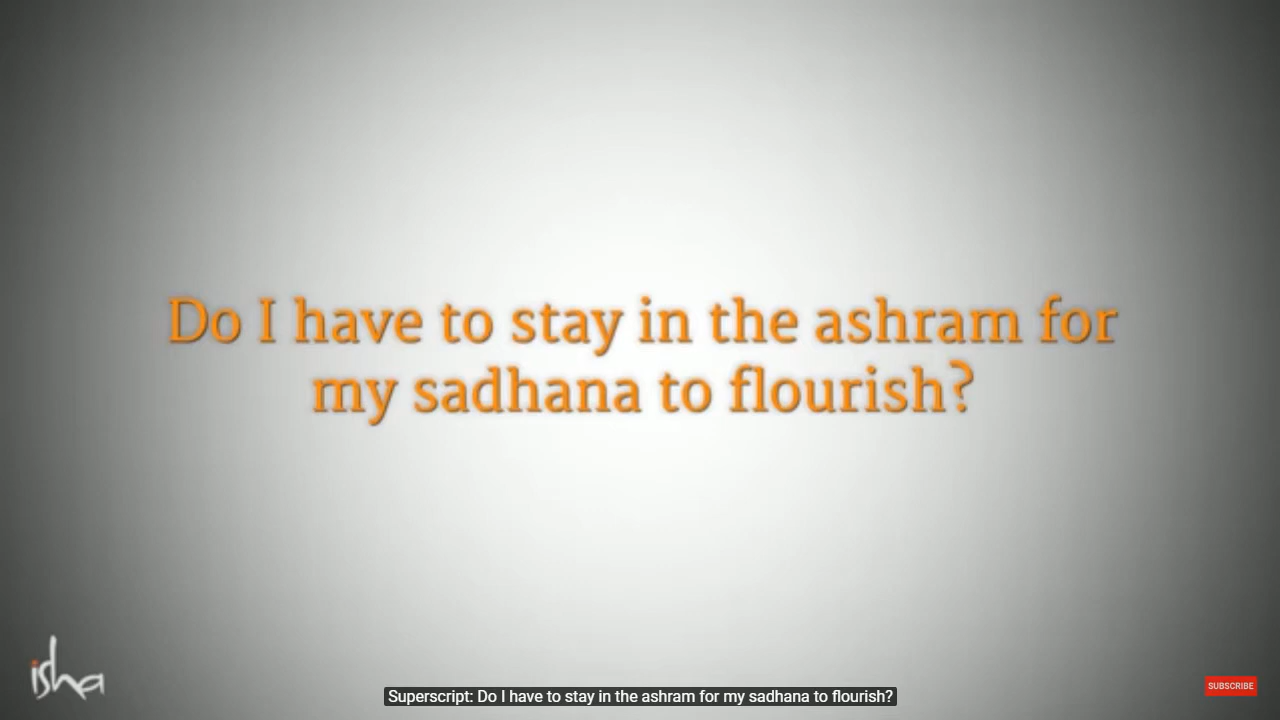 Do I have to stay in the ashram for
my sadhana to flourish?
isha
Superscript: Do I have to stay in the ashram for my sadhana to flourish?
SUBSCRIBE